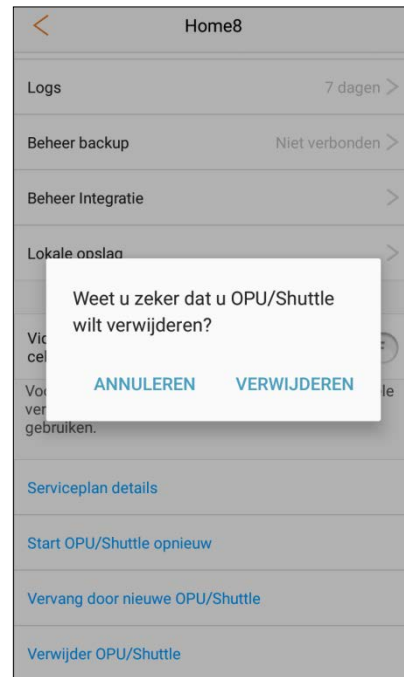 Home8
Logs 7 dagen
Beheer backup Niet verbonden
Beheer Integratie
Lokale opslag
Weet u zeker dat u OPU/Shuttle
wilt verwijderen?
ANNULEREN VERWIJDEREN
gebruiken.
Serviceplan details
Start OPU/Shuttle opnieuw
Vervang door nieuwe OPU/Shuttle
Verwijder OPU/Shuttle